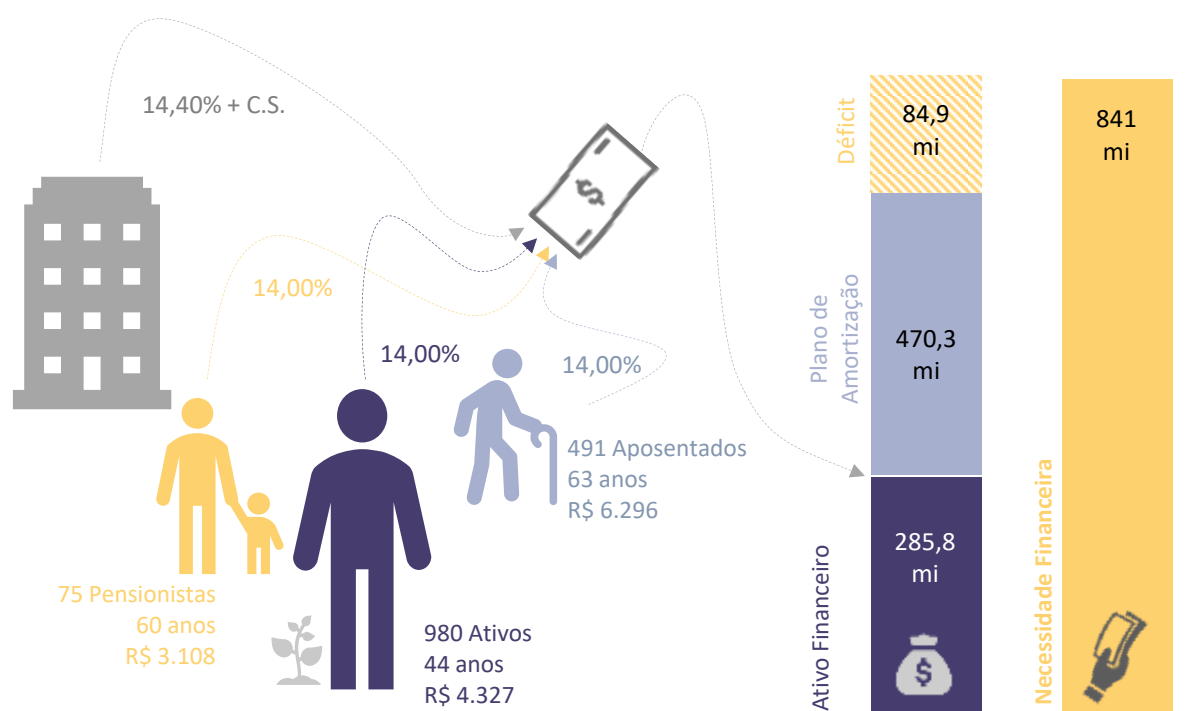 14,40% + C.S.
14,00%
14,00%
14,00%
75 Pensionistas
60 anos
R$ 3.108
980 Ativos
44 anos
R$ 4.327
491 Aposentados
63 anos
R$ 6.296
$
Déficit
84,9
mi
Plano de
Amortização
470,3
mi
Ativo Financeiro
285,8
mi
$
Necessidade Financeira
841
mi